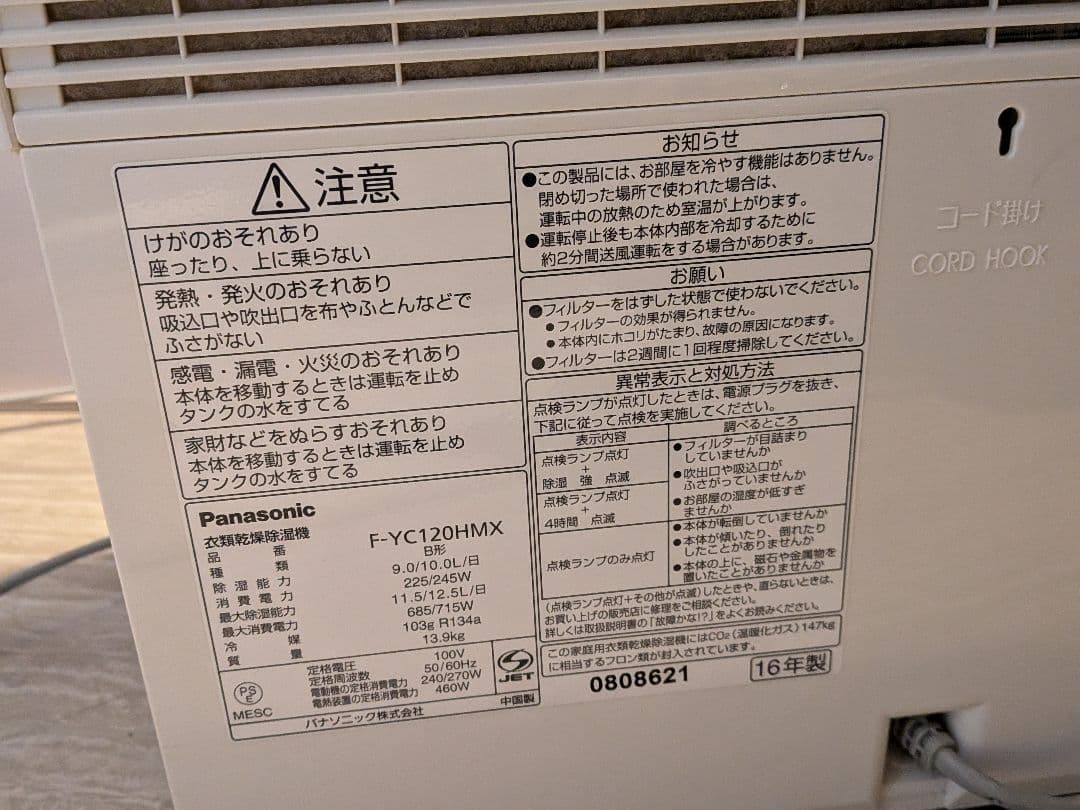 注意
けがのおそれあり
座ったり、上に乗らない
発熱・発火のおそれあり
吸込口や吹出口を布やふとんなどで
ふさがない
感電・漏電・火災のおそれあり
本体を移動するときは運転を止め
タンクの水をすてる
家財などをぬらすおそれあり
本体を移動するときは運転を止め
タンクの水をすてる
Panasonic
衣類乾燥除湿機
品番 F-YC120HMX
種類 B形
除湿能力 9.0/10.0L/日
消費電力 225/245W
最大除湿能力 11.5/12.5L/日
最大消費電力 685/715W
冷媒 103g R134a
質量 13.9kg
定格電圧 100V
定格周波数 50/60Hz
電動機の定格消費電力 240/270W
電熱装置の定格消費電力 460W
PS
E
MESC
JET
パナソニック株式会社
中国製
お知らせ
●この製品には、お部屋を冷やす機能はありません。
閉め切った場所で使われた場合は、
運転中の放熱のため室温が上がります。
●運転停止後も本体内部を冷却するために
約2分間送風運転をする場合があります。
お願い
●フィルターをはずした状態で使わないでください。
●フィルターの効果が得られません。
●本体内にホコリがたまり、故障の原因になります。
●フィルターは2週間に1回程度掃除してください。
異常表示と対処方法
点検ランプが点灯したときは、電源プラグを抜き、
下記に従って点検を実施してください。
表示内容 調べるところ
点検ランプ点灯
+
除湿 強 点滅
点検ランプ点灯
+
4時間 点滅
●フィルターが目詰まり
していませんか
●吹出口や吸込口が
ふさがっていませんか
●お部屋の湿度が低すぎ
ませんか
点検ランプのみ点灯
●本体が転倒していませんか
●本体が傾いたり、倒れたり
したことがありませんか
●本体の上に、磁石や金属物を
置いたことがありませんか
(点検ランプ点灯+その他が点滅)したときや、直らないときは、
お買い上げの販売店に修理をご相談ください。
詳しくは取扱説明書の「故障かな!?」をよくお読みください。
この家庭用衣類乾燥除湿機にはCO₂(温暖化ガス)147kg
に相当するフロン類が封入されています。
0808621
16年製
コード掛け
CORD HOOK